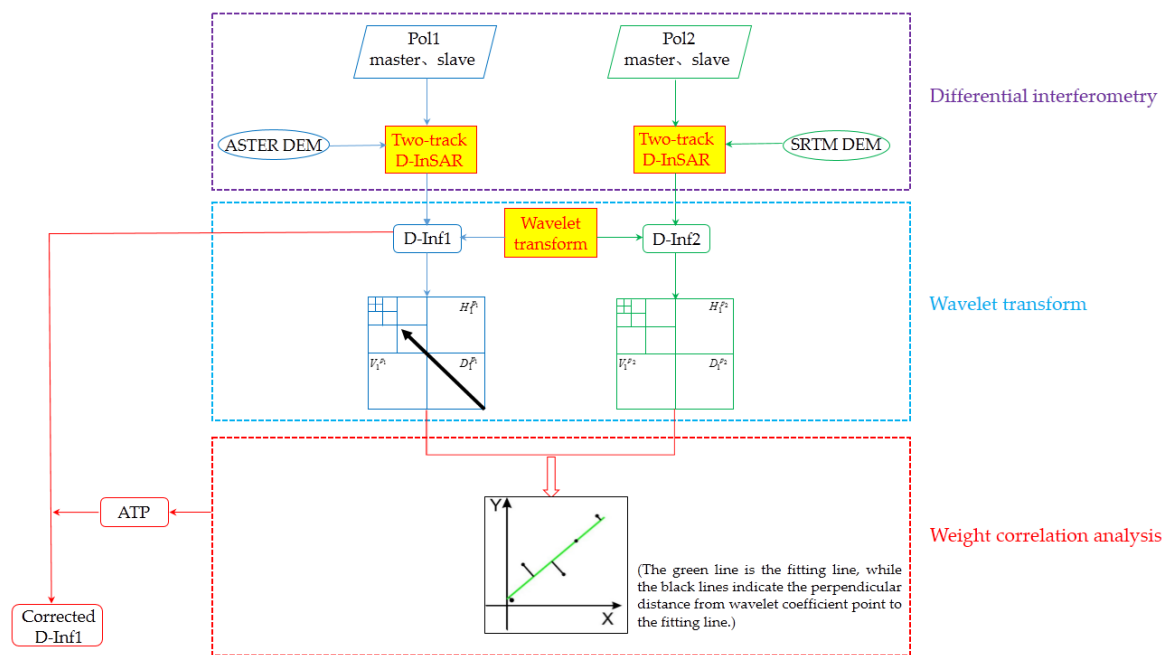 Pol1
master、slave
Pol2
master、slave
Differential interferometry
ASTER DEM
Two-track
D-InSAR
Two-track
D-InSAR
SRTM DEM
D-Inf1
Wavelet
transform
D-Inf2
Wavelet transform
H₁^p₁
V₁^p₁
D₁^p₁
H₁^p₂
V₁^p₂
D₁^p₂
ATP
Y
X
(The green line is the fitting line, while
the black lines indicate the perpendicular
distance from wavelet coefficient point to
the fitting line.)
Weight correlation analysis
Corrected
D-Inf1